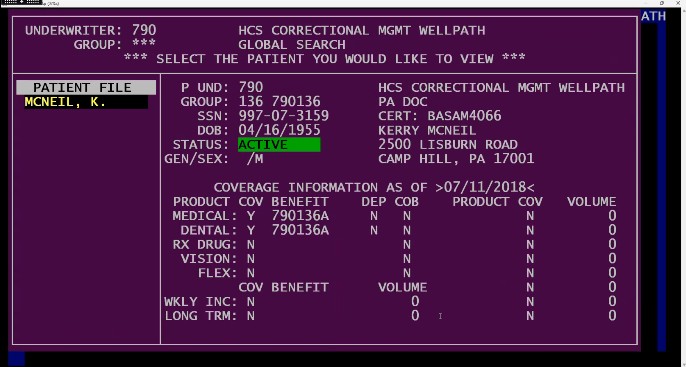 ATH
UNDERWRITER: 790 HCS CORRECTIONAL MGMT WELLPATH
GROUP: *** GLOBAL SEARCH
*** SELECT THE PATIENT YOU WOULD LIKE TO VIEW ***
PATIENT FILE
MCNEIL, K.
P UND: 790 HCS CORRECTIONAL MGMT WELLPATH
GROUP: 136 790136 PA DOC
SSN: 997-07-3159 CERT: BASAM4066
DOB: 04/16/1955 KERRY MCNEIL
STATUS: ACTIVE 2500 LISBURN ROAD
GEN/SEX: /M CAMP HILL, PA 17001
COVERAGE INFORMATION AS OF >07/11/2018<
PRODUCT COV BENEFIT DEP COB PRODUCT COV VOLUME
MEDICAL: Y 790136A N N N 0
DENTAL: Y 790136A N N N 0
RX DRUG: N N N 0
VISION: N N N 0
FLEX: N N N 0
COV BENEFIT VOLUME N 0
WKLY INC: N 0 N 0
LONG TRM: N 0 N 0